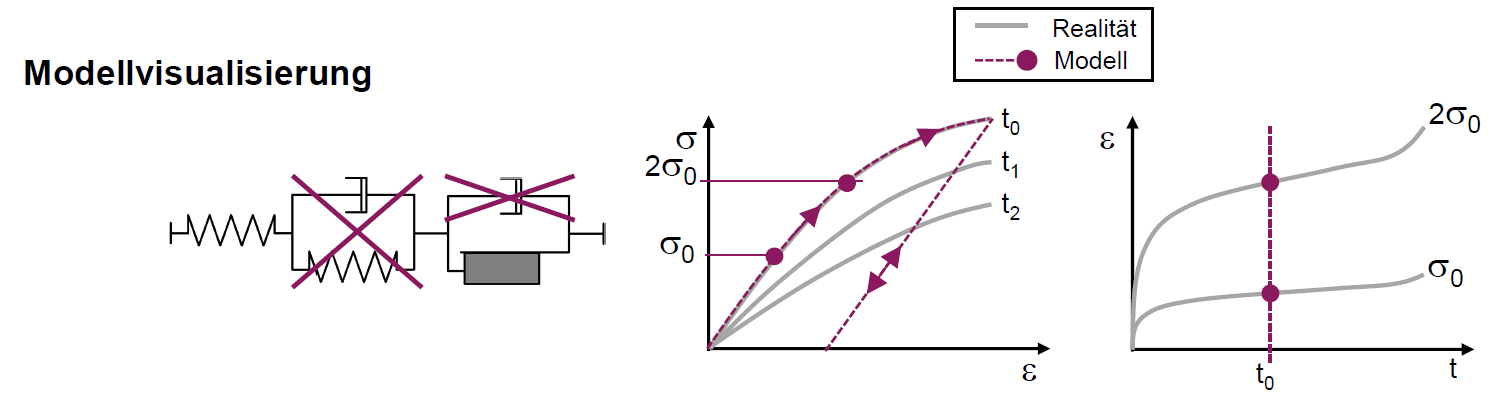 Modellvisualisierung
Realität
Modell
σ
2σ0
σ0
t0
t1
t2
ε
ε
2σ0
σ0
t0
t